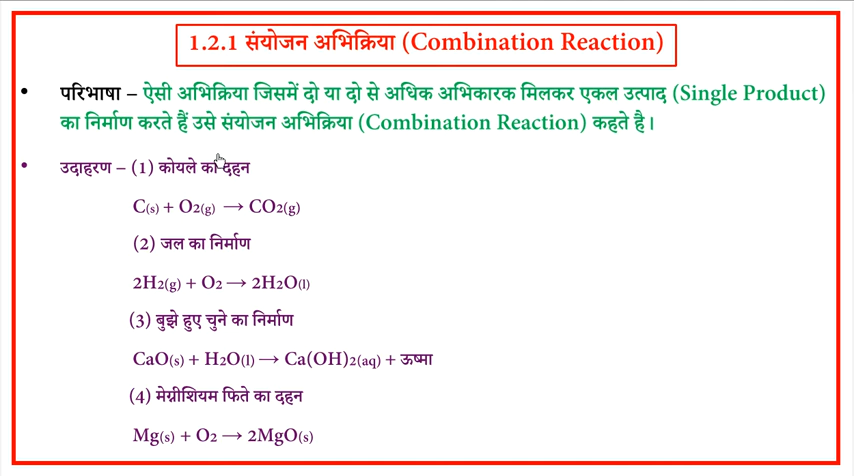 1.2.1 संयोजन अभिक्रिया (Combination Reaction)
• परिभाषा – ऐसी अभिक्रिया जिसमें दो या दो से अधिक अभिकारक मिलकर एकल उत्पाद (Single Product)
का निर्माण करते हैं उसे संयोजन अभिक्रिया (Combination Reaction) कहते है।
• उदाहरण – (1) कोयले का दहन
C(s) + O2(g) → CO2(g)
(2) जल का निर्माण
2H2(g) + O2 → 2H2O(l)
(3) बुझे हुए चुने का निर्माण
CaO(s) + H2O(l) → Ca(OH)2(aq) + ऊष्मा
(4) मेग्नीशियम फिते का दहन
Mg(s) + O2 → 2MgO(s)